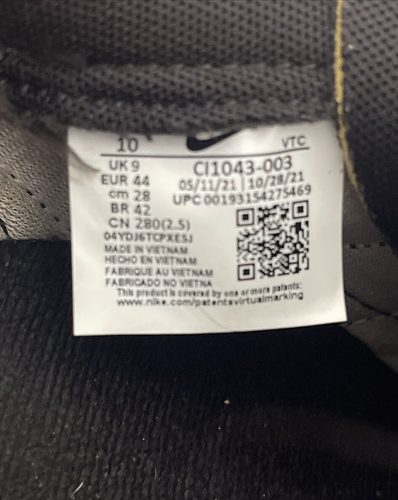 10 VTC
UK 9 CI1043-003
EUR 44 05/11/21 | 10/28/21
cm 28 UPC 00193154275469
BR 42
CN 280(2.5)
04YDJ6TCPXE5J
MADE IN VIETNAM
HECHO EN VIETNAM
FABRIQUE AU VIETNAM
FABRICADO NO VIETNA
This product is covered by one or more patents:
www.nike.com/patentsvirtualmarking